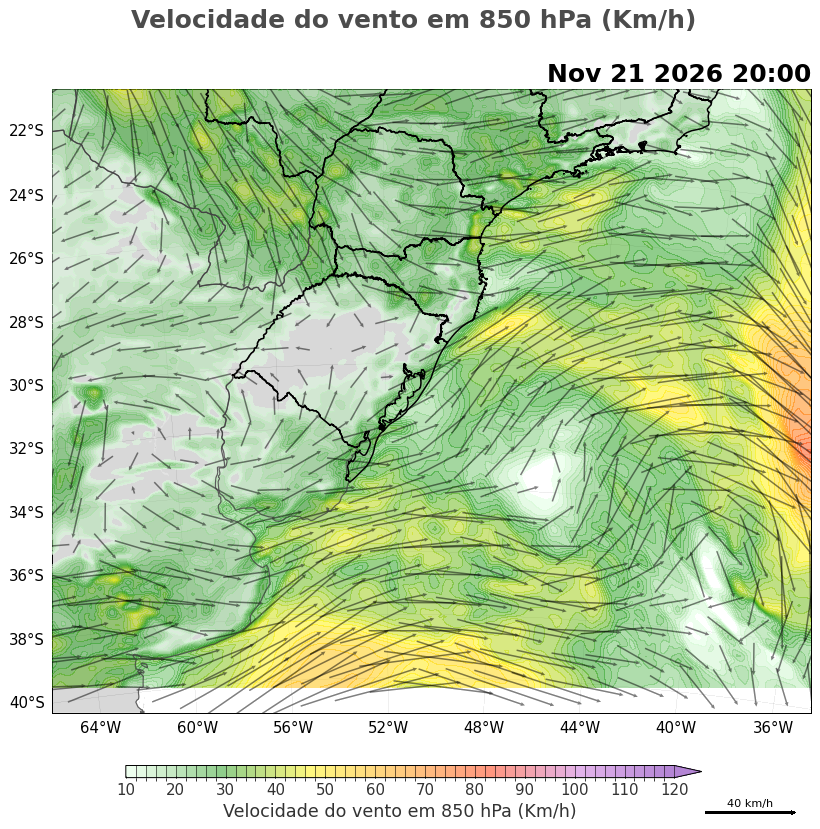 Velocidade do vento em 850 hPa (Km/h)
Nov 21 2026 20:00
22°S
24°S
26°S
28°S
30°S
32°S
34°S
36°S
38°S
40°S
64°W 60°W 56°W 52°W 48°W 44°W 40°W 36°W
10 20 30 40 50 60 70 80 90 100 110 120
Velocidade do vento em 850 hPa (Km/h)
40 km/h